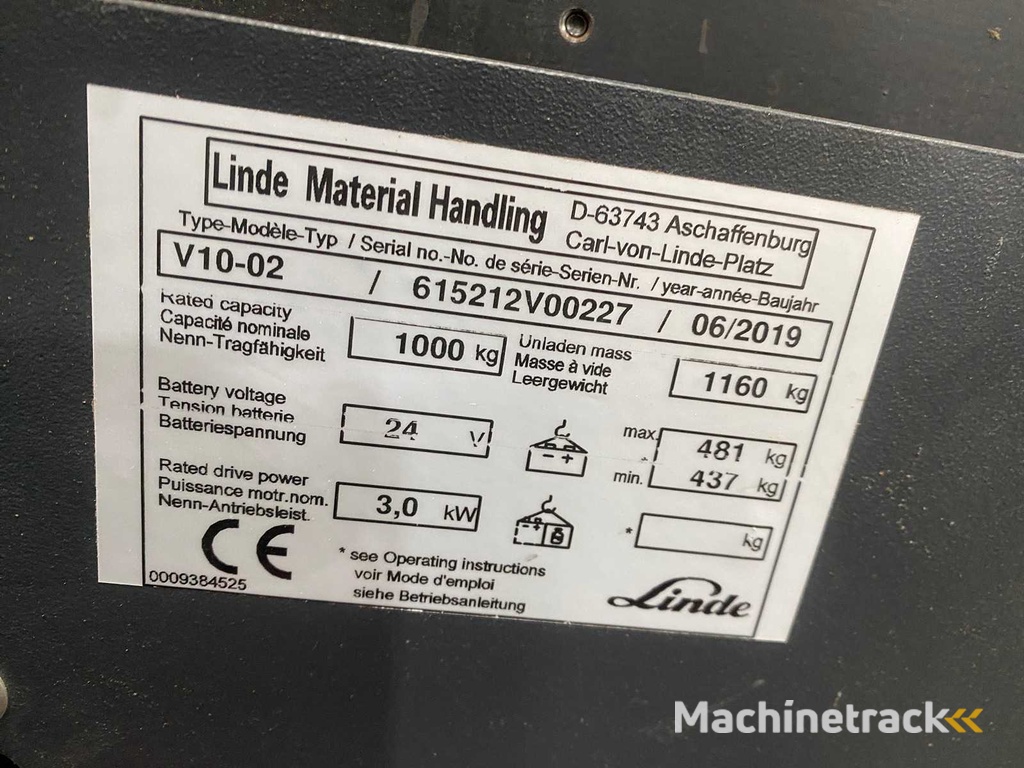 Linde Material Handling
D-63743 Aschaffenburg
Carl-von-Linde-Platz
Type-Modèle-Typ / Serial no.-No. de série-Serien-Nr. / year-année-Baujahr
V10-02 / 615212V00227 / 06/2019
Rated capacity
Capacité nominale
Nenn-Tragfähigkeit
1000 kg
Unladen mass
Masse à vide
Leergewicht
1160 kg
Battery voltage
Tension batterie
Batteriespannung
24 V
- +
max. 481 kg
min. 437 kg
Rated drive power
Puissance motr.nom.
Nenn-Antriebsleist.
3,0 kW
- +
* kg
CE
0009384525
* see Operating instructions
voir Mode d'emploi
siehe Betriebsanleitung
Linde
Machinetrack